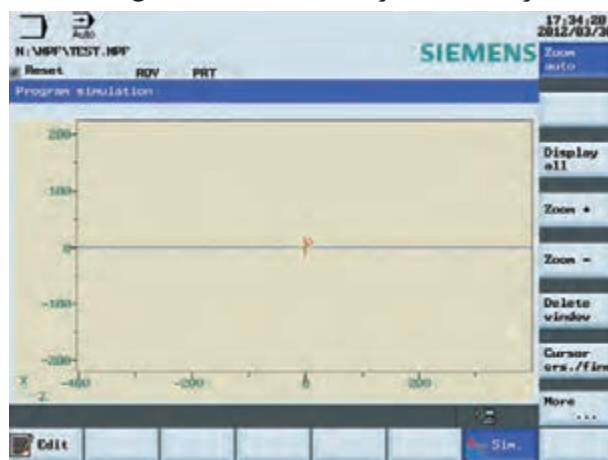 17:34:20
2012/03/30
Auto
N:\MPF\TEST.MPF
SIEMENS
Reset
ROV
PRT
Program simulation
Zoom
auto
Display
all
Zoom +
Zoom -
Delete
window
Cursor
crs./fine
More
...
200
100
0
-100
-200
X
-400
-200
0
200
Z
Edit
Sim.